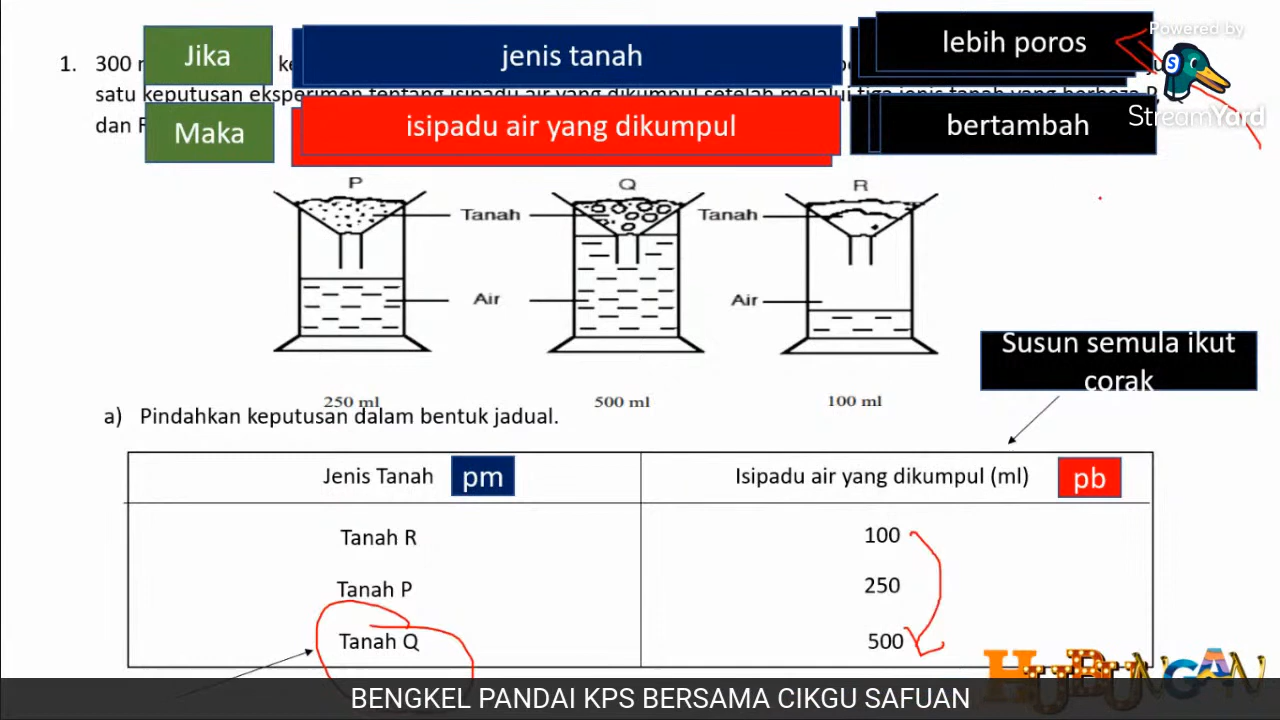 Jika
jenis tanah
lebih poros
Powered by
StreamYard
1. 300
satu keputusan eksperimen tentang isipadu air yang dikumpul setelah melalui tiga jenis tanah yang berbeza P,
dan
Maka
isipadu air yang dikumpul
bertambah
P Q R
Tanah Tanah
Air Air
Susun semula ikut
corak
250 ml 500 ml 100 ml
a) Pindahkan keputusan dalam bentuk jadual.
Jenis Tanah pm Isipadu air yang dikumpul (ml) pb
Tanah R 100
Tanah P 250
Tanah Q 500
HUBUNGAN
BENGKEL PANDAI KPS BERSAMA CIKGU SAFUAN